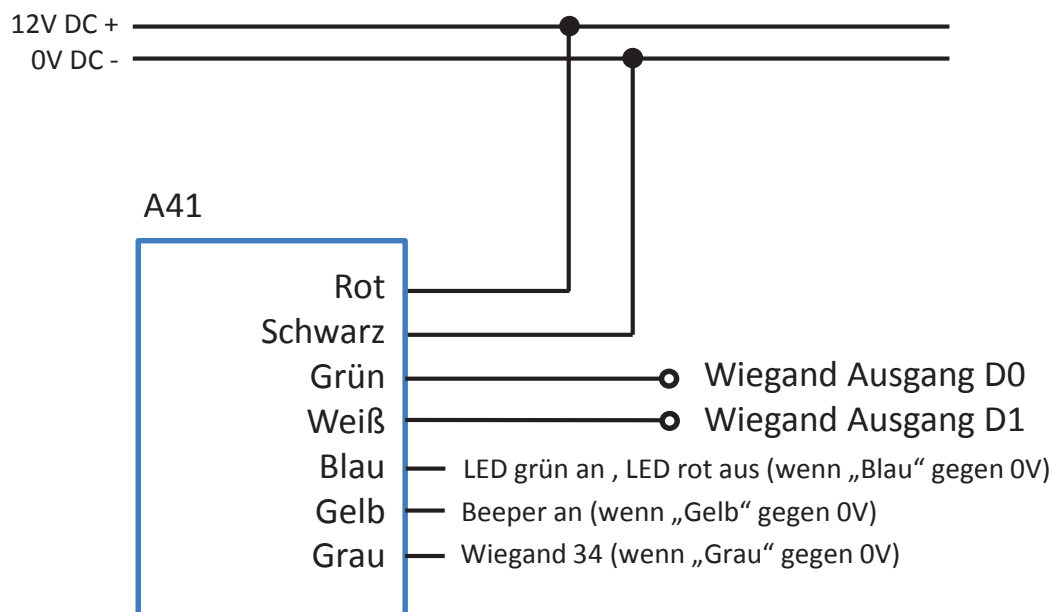 12V DC +
0V DC -
A41
Rot
Schwarz
Grün Wiegand Ausgang D0
Weiß Wiegand Ausgang D1
Blau LED grün an , LED rot aus (wenn „Blau“ gegen 0V)
Gelb Beeper an (wenn „Gelb“ gegen 0V)
Grau Wiegand 34 (wenn „Grau“ gegen 0V)